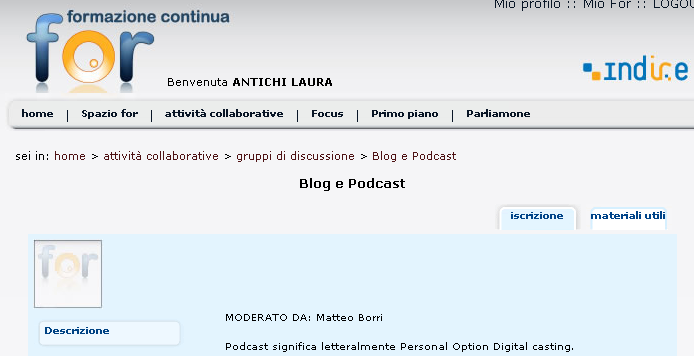 Mio profilo :: Mio For :: LOGOU
formazione continua
for
Benvenuta ANTICHI LAURA
indire
home | Spazio for | attività collaborative | Focus | Primo piano | Parliamone
sei in: home > attività collaborative > gruppi di discussione > Blog e Podcast
Blog e Podcast
iscrizione
materiali utili
for
MODERATO DA: Matteo Borri
Descrizione
Podcast significa letteralmente Personal Option Digital casting.